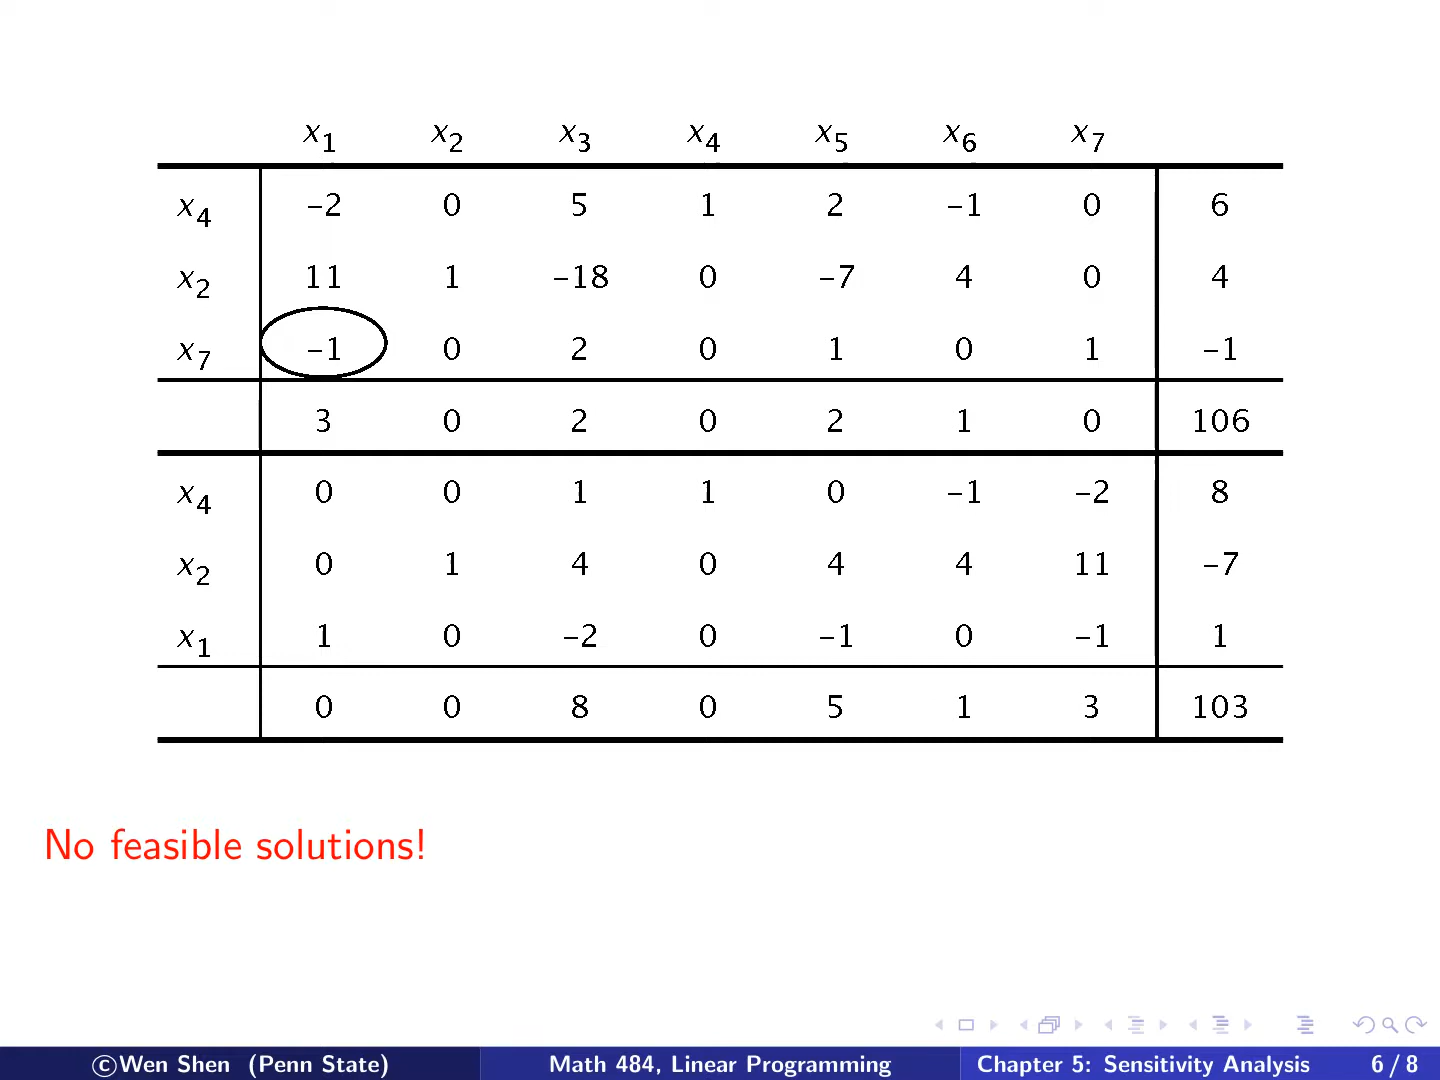 x1 x2 x3 x4 x5 x6 x7
x4 –2 0 5 1 2 –1 0 6
x2 11 1 –18 0 –7 4 0 4
x7 –1 0 2 0 1 0 1 –1
3 0 2 0 2 1 0 106
x4 0 0 1 1 0 –1 –2 8
x2 0 1 4 0 4 4 11 –7
x1 1 0 –2 0 –1 0 –1 1
0 0 8 0 5 1 3 103
No feasible solutions!
©Wen Shen (Penn State) Math 484, Linear Programming Chapter 5: Sensitivity Analysis 6 / 8